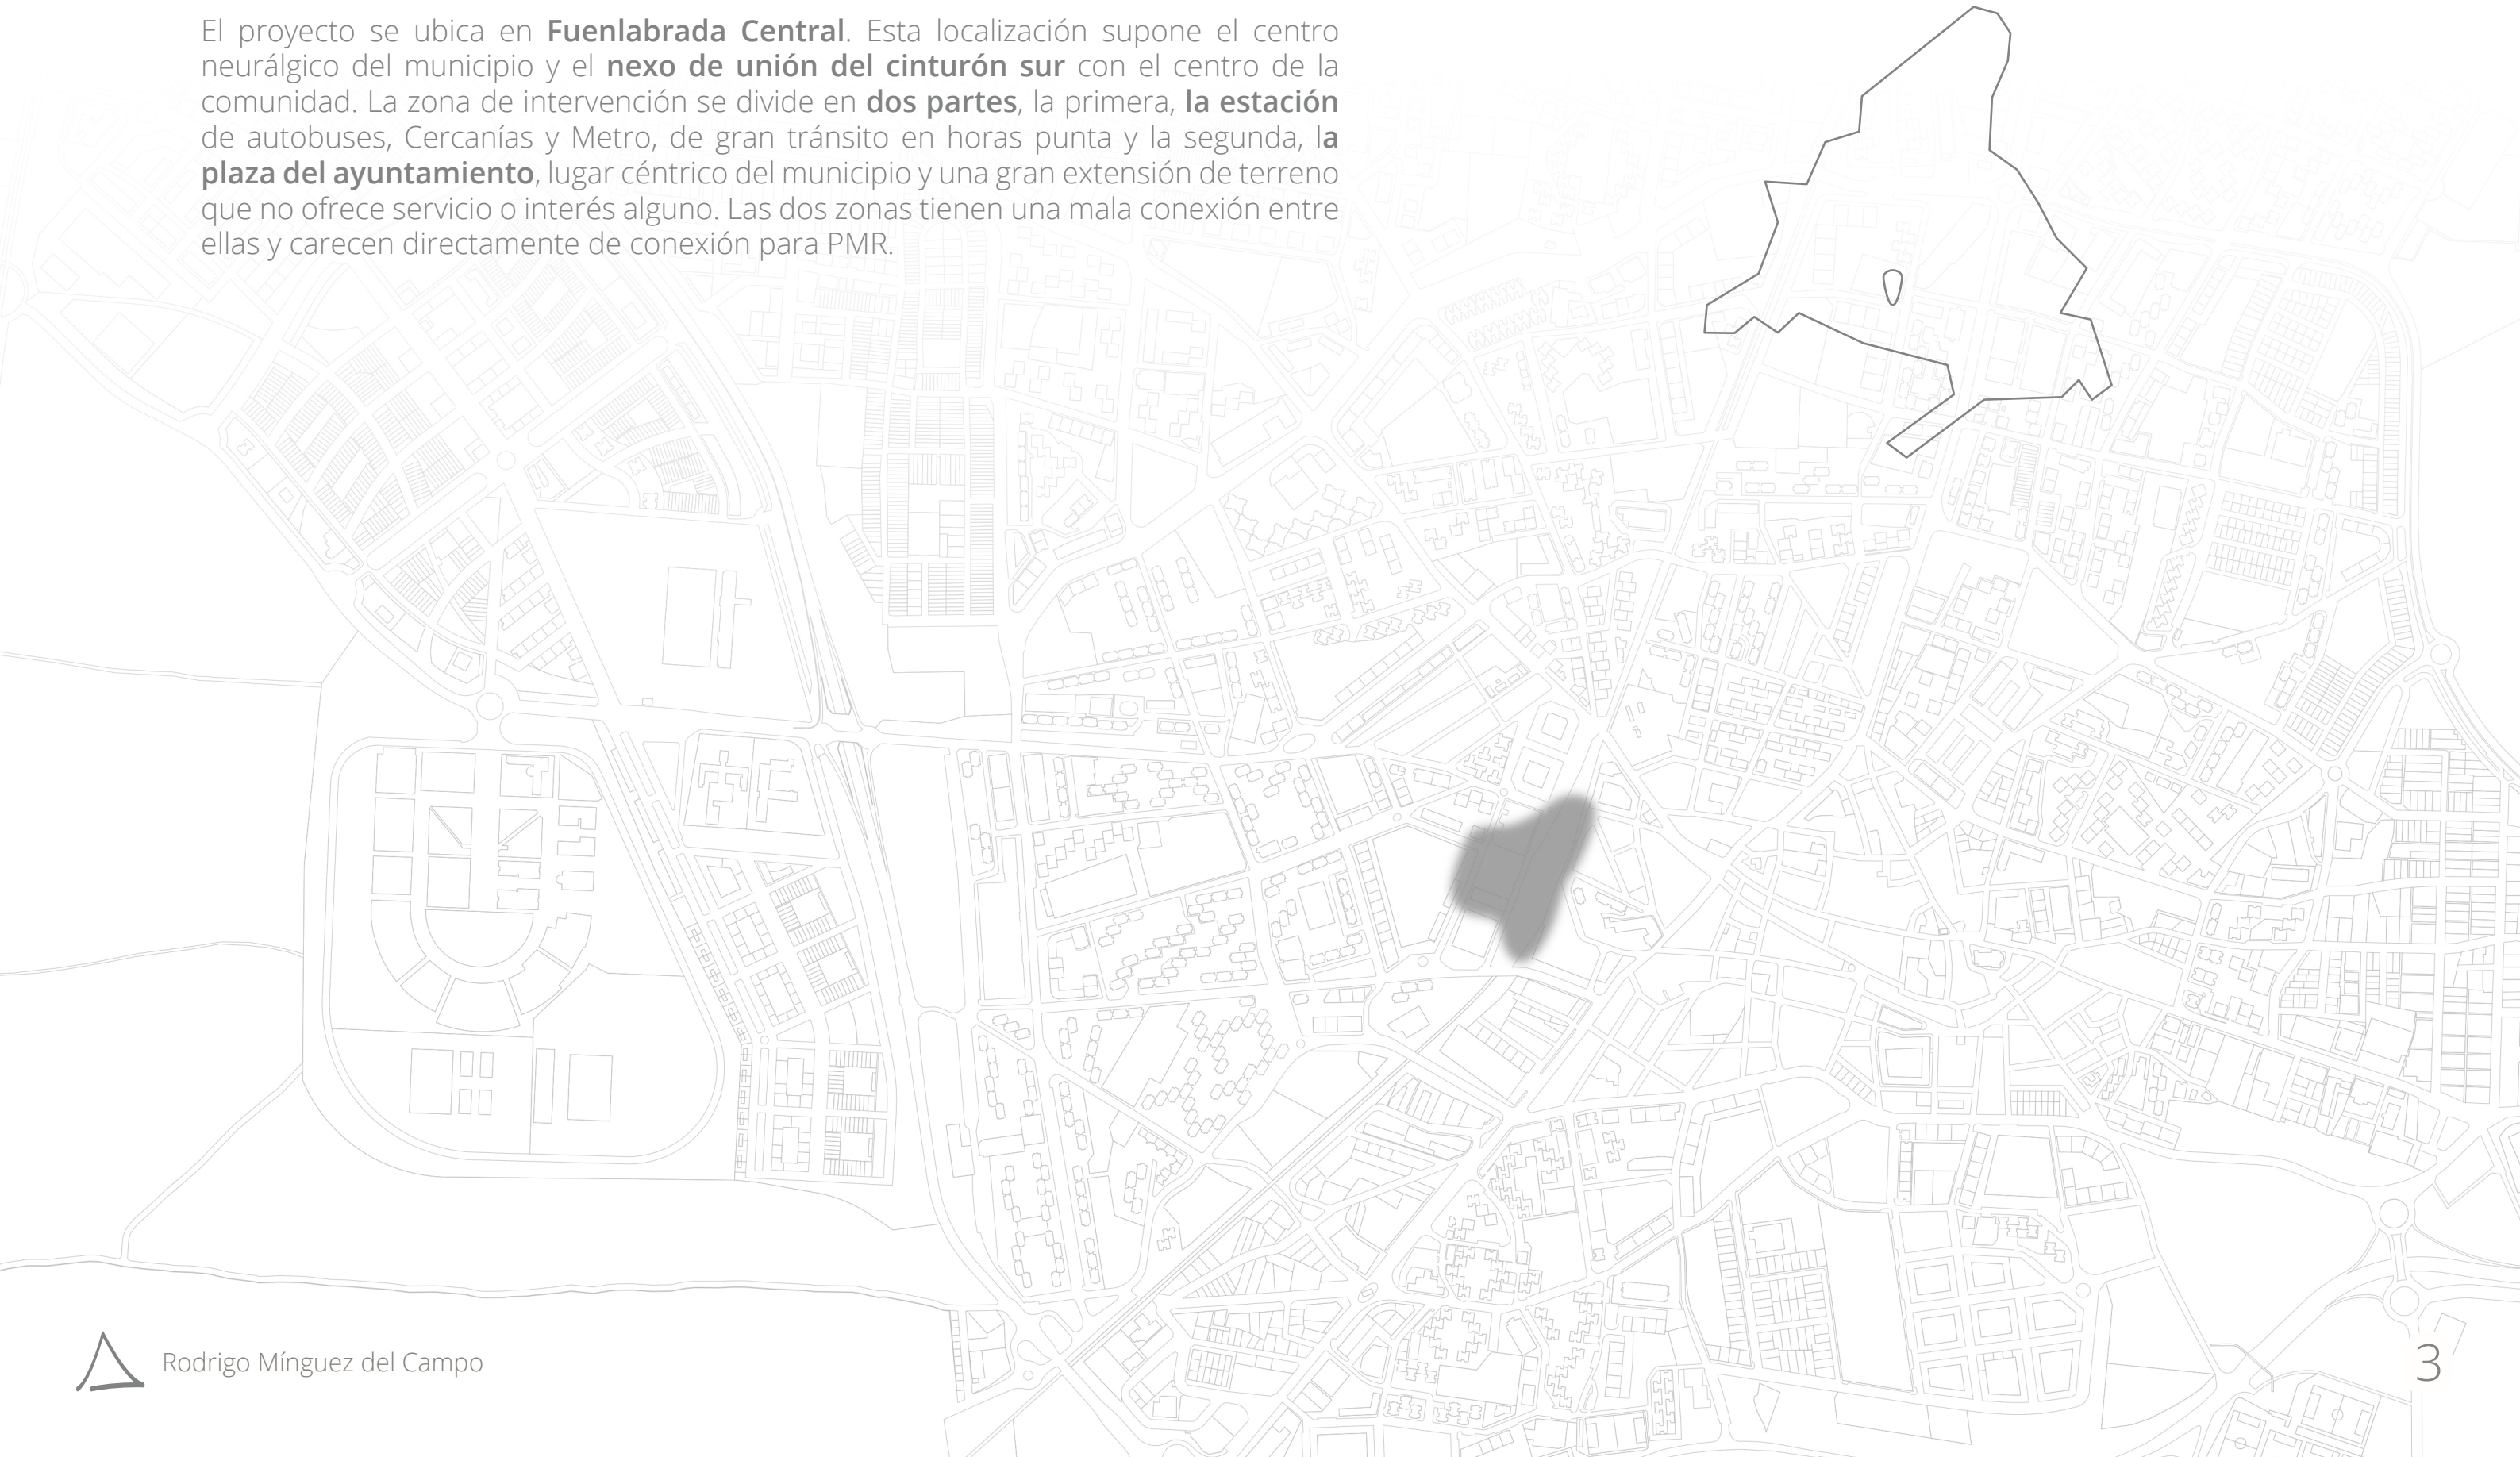 El proyecto se ubica en Fuenlabrada Central. Esta localización supone el centro
neurálgico del municipio y el nexo de unión del cinturón sur con el centro de la
comunidad. La zona de intervención se divide en dos partes, la primera, la estación
de autobuses, Cercanías y Metro, de gran tránsito en horas punta y la segunda, la
plaza del ayuntamiento, lugar céntrico del municipio y una gran extensión de terreno
que no ofrece servicio o interés alguno. Las dos zonas tienen una mala conexión entre
ellas y carecen directamente de conexión para PMR.
Rodrigo Mínguez del Campo
3